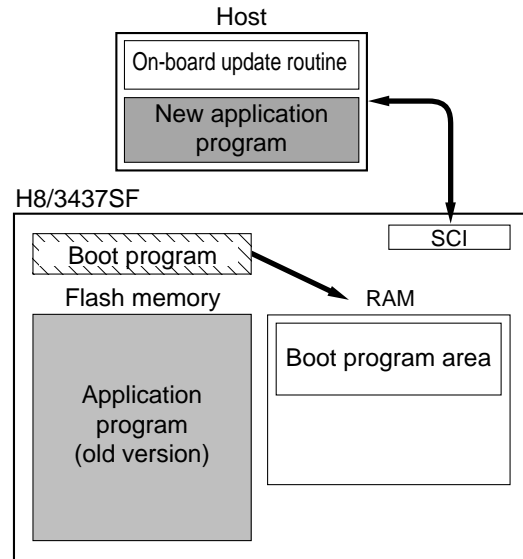 Host
On-board update routine
New application
program
H8/3437SF
SCI
Boot program
Flash memory
RAM
Boot program area
Application
program
(old version)